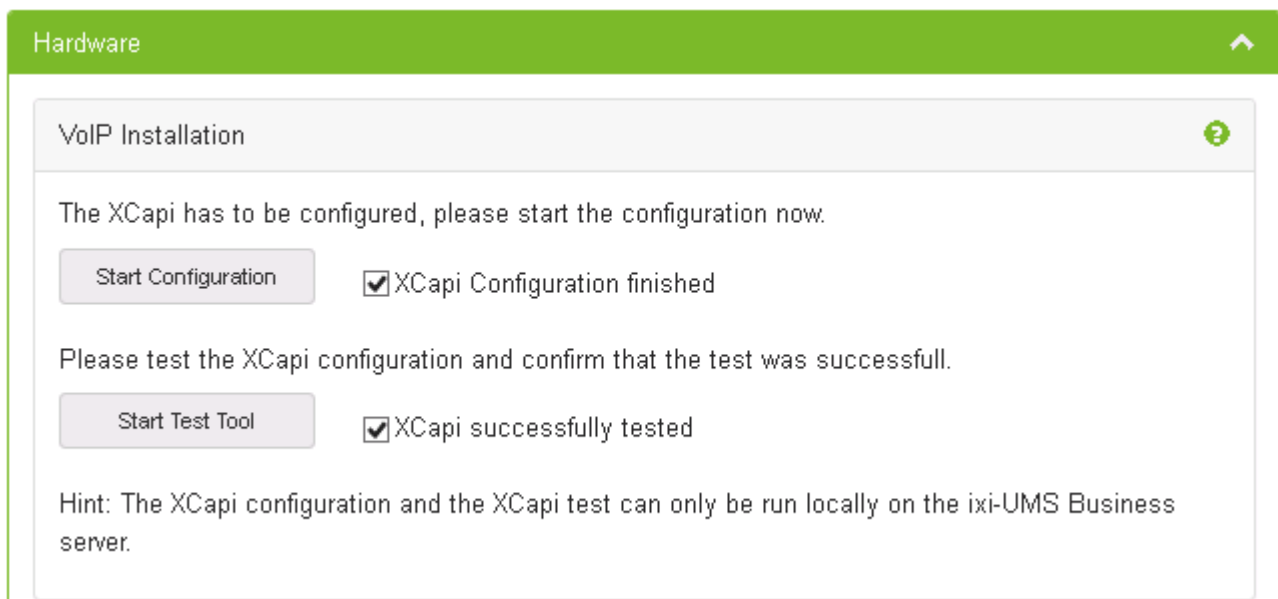 Hardware
VoIP Installation
The XCapi has to be configured, please start the configuration now.
Start Configuration
XCapi Configuration finished
Please test the XCapi configuration and confirm that the test was successfull.
Start Test Tool
XCapi successfully tested
Hint: The XCapi configuration and the XCapi test can only be run locally on the ixi-UMS Business
server.